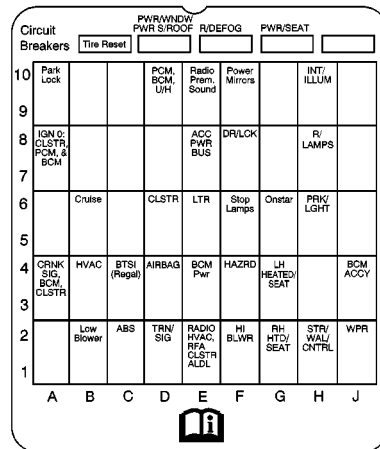 Circuit Breakers
Tire Reset
PWR/WNDW
PWR S/ROOF
R/DEFOG
PWR/SEAT
10
Park Lock
PCM, BCM, U/H
Radio Prem. Sound
Power Mirrors
INT/ ILLUM
9
8
IGN 0: CLSTR, PCM, & BCM
ACC PWR BUS
DR/LCK
R/ LAMPS
7
6
Cruise
CLSTR
LTR
Stop Lamps
Onstar
PRK/ LGHT
5
4
CRNK SIG, BCM, CLSTR
HVAC
BTSI (Regal)
AIRBAG
BCM Pwr
HAZRD
LH HEATED/ SEAT
BCM ACCY
3
2
Low Blower
ABS
TRN/ SIG
RADIO HVAC, RFA CLSTR ALDL
HI BLWR
RH HTD/ SEAT
STR/ WAL/ CNTRL
WPR
1
A B C D E F G H J
i